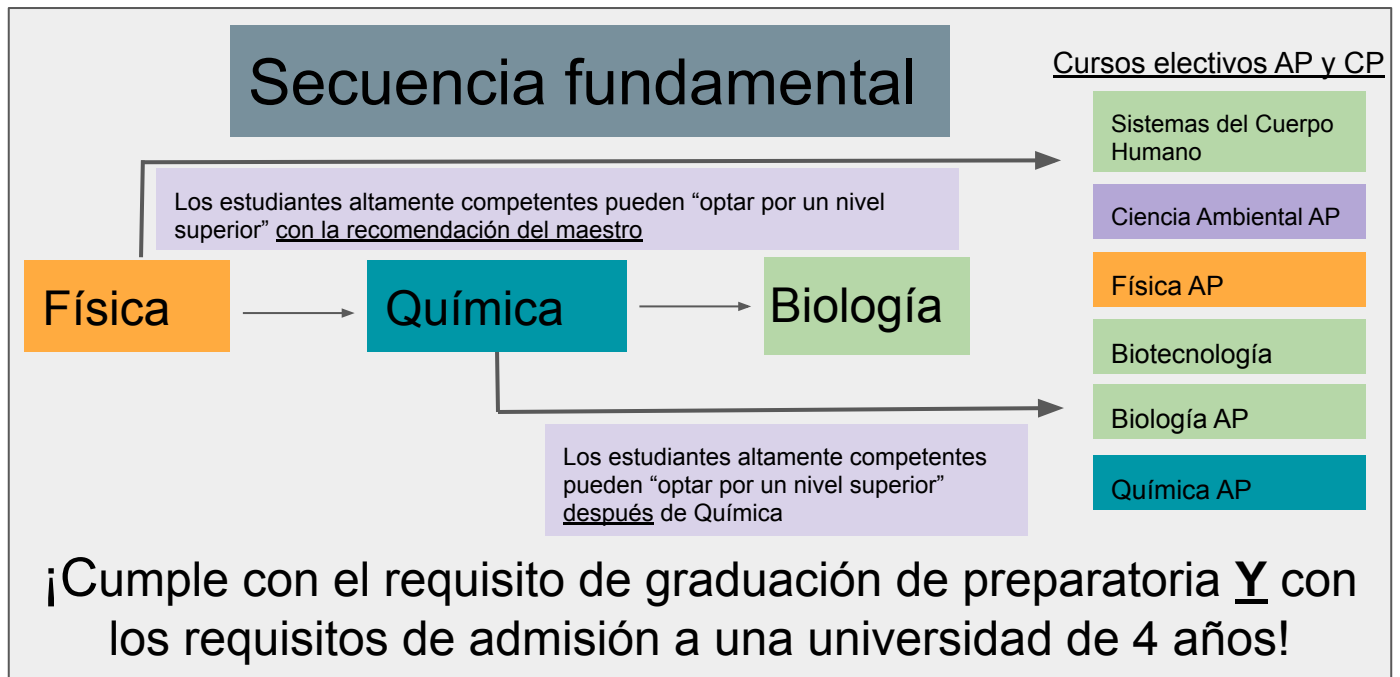 Secuencia fundamental
Los estudiantes altamente competentes pueden “optar por un nivel
superior” con la recomendación del maestro
Física
Química
Biología
Los estudiantes altamente competentes
pueden “optar por un nivel superior”
después de Química
Cursos electivos AP y CP
Sistemas del Cuerpo
Humano
Ciencia Ambiental AP
Física AP
Biotecnología
Biología AP
Química AP
¡Cumple con el requisito de graduación de preparatoria Y con
los requisitos de admisión a una universidad de 4 años!